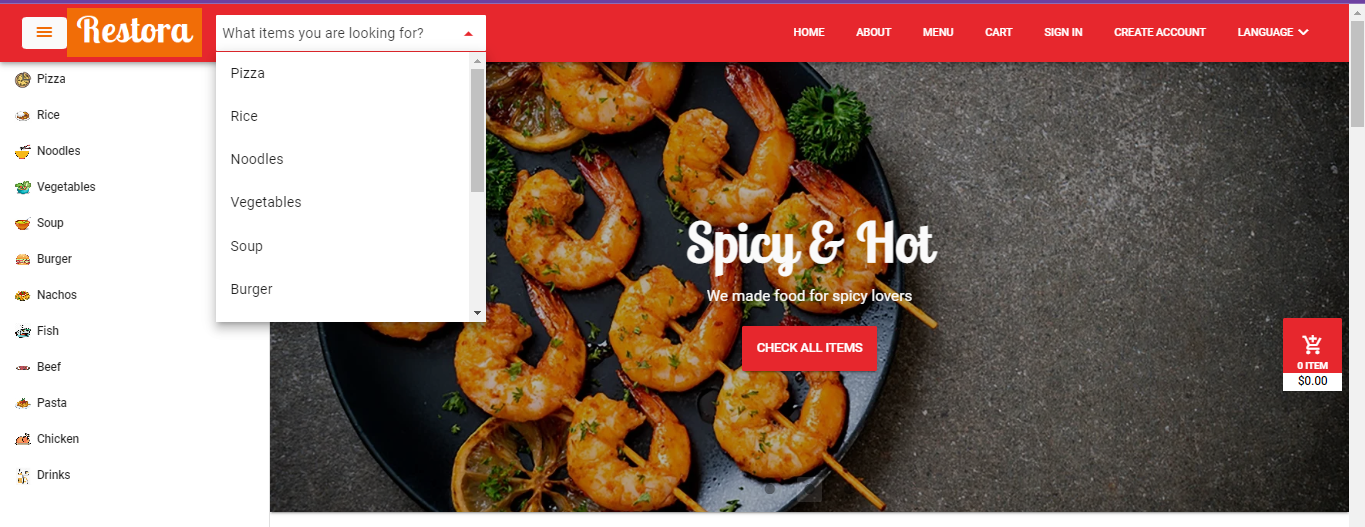 Restora
What items you are looking for?
HOME
ABOUT
MENU
CART
SIGN IN
CREATE ACCOUNT
LANGUAGE
Pizza
Rice
Noodles
Vegetables
Soup
Burger
Nachos
Fish
Beef
Pasta
Chicken
Drinks
Pizza
Rice
Noodles
Vegetables
Soup
Burger
Spicy & Hot
We made food for spicy lovers
CHECK ALL ITEMS
0 ITEM
$0.00